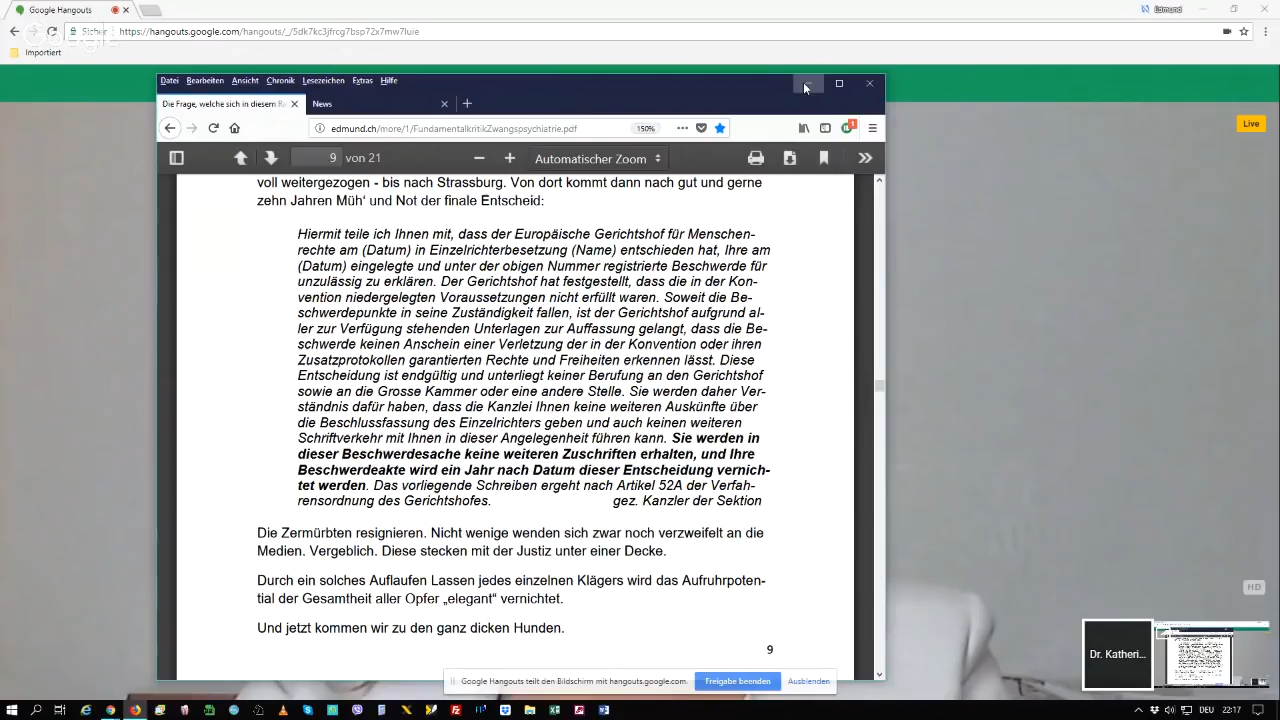 Google Hangouts
Edmund
Sicher
https://hangouts.google.com/hangouts/_/5dk7kc3jfrcg7bsp72x7mw7luie
Importiert
Datei Bearbeiten Ansicht Chronik Lesezeichen Extras Hilfe
Die Frage, welche sich in diesem Ra
News
edmund.ch/more/1/FundamentalkritikZwangspsychiatrie.pdf
150%
1
Live
9 von 21
Automatischer Zoom
voll weitergezogen - bis nach Strassburg. Von dort kommt dann nach gut und gerne
zehn Jahren Müh‘ und Not der finale Entscheid:
Hiermit teile ich Ihnen mit, dass der Europäische Gerichtshof für Menschen-
rechte am (Datum) in Einzelrichterbesetzung (Name) entschieden hat, Ihre am
(Datum) eingelegte und unter der obigen Nummer registrierte Beschwerde für
unzulässig zu erklären. Der Gerichtshof hat festgestellt, dass die in der Kon-
vention niedergelegten Voraussetzungen nicht erfüllt waren. Soweit die Be-
schwerdepunkte in seine Zuständigkeit fallen, ist der Gerichtshof aufgrund al-
ler zur Verfügung stehenden Unterlagen zur Auffassung gelangt, dass die Be-
schwerde keinen Anschein einer Verletzung der in der Konvention oder ihren
Zusatzprotokollen garantierten Rechte und Freiheiten erkennen lässt. Diese
Entscheidung ist endgültig und unterliegt keiner Berufung an den Gerichtshof
sowie an die Grosse Kammer oder eine andere Stelle. Sie werden daher Ver-
ständnis dafür haben, dass die Kanzlei Ihnen keine weiteren Auskünfte über
die Beschlussfassung des Einzelrichters geben und auch keinen weiteren
Schriftverkehr mit Ihnen in dieser Angelegenheit führen kann. Sie werden in
dieser Beschwerdesache keine weiteren Zuschriften erhalten, und Ihre
Beschwerdeakte wird ein Jahr nach Datum dieser Entscheidung vernich-
tet werden. Das vorliegende Schreiben ergeht nach Artikel 52A der Verfah-
rensordnung des Gerichtshofes. gez. Kanzler der Sektion
Die Zermürbten resignieren. Nicht wenige wenden sich zwar noch verzweifelt an die
Medien. Vergeblich. Diese stecken mit der Justiz unter einer Decke.
Durch ein solches Auflaufen Lassen jedes einzelnen Klägers wird das Aufruhrpoten-
tial der Gesamtheit aller Opfer „elegant“ vernichtet.
Und jetzt kommen wir zu den ganz dicken Hunden.
9
HD
Dr. Katheri...
Google Hangouts teilt den Bildschirm mit hangouts.google.com.
Freigabe beenden
Ausblenden
DEU
22:17